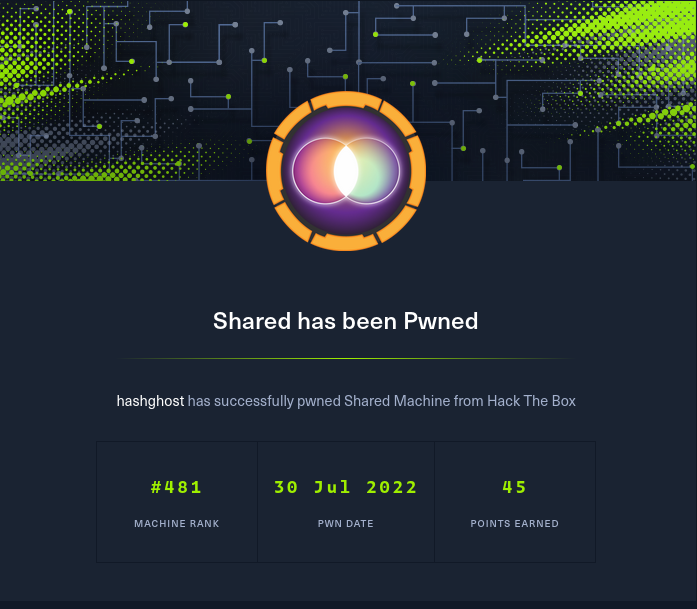 Shared has been Pwned
hashghost has successfully pwned Shared Machine from Hack The Box
#481
30 Jul 2022
45
MACHINE RANK
PWN DATE
POINTS EARNED